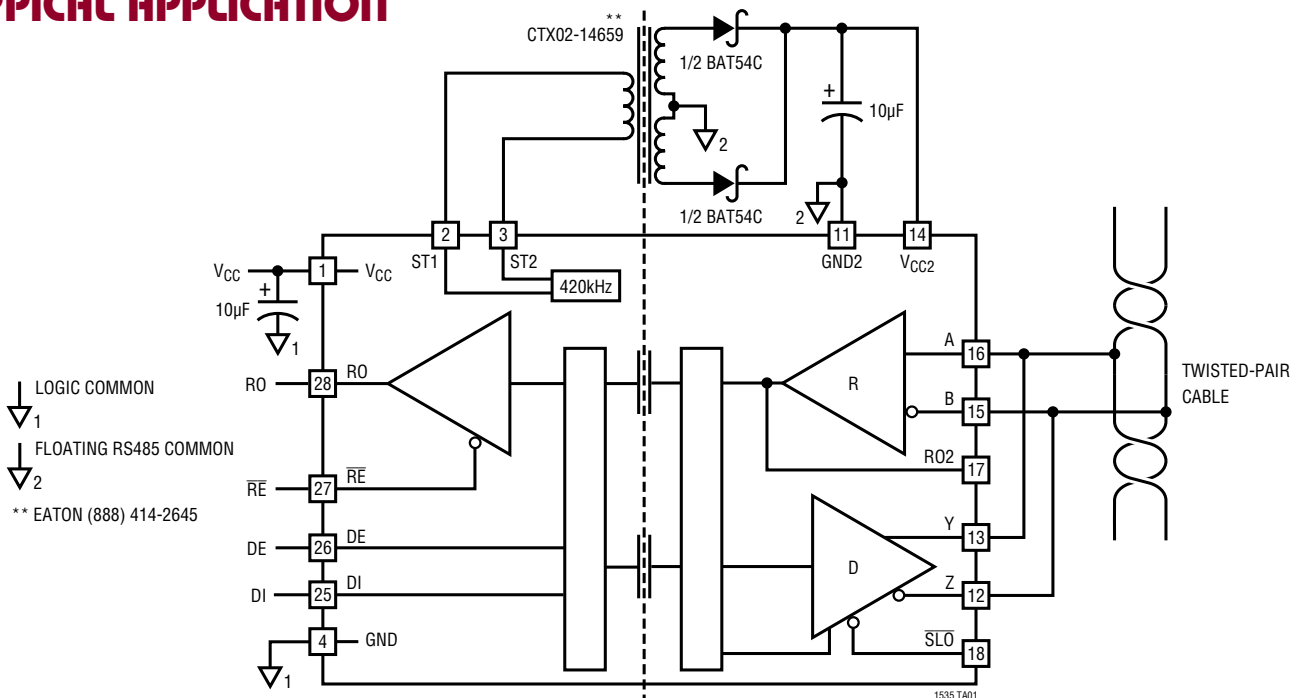 TYPICAL APPLICATION
**
CTX02-14659
1/2 BAT54C
+
10µF
2
1/2 BAT54C
2
2
3
11
14
ST1
ST2
GND2
VCC2
420kHz
VCC
1
VCC
+
10µF
1
A
16
R
B
15
TWISTED-PAIR
CABLE
RO
28
RO
RO2
17
LOGIC COMMON
1
FLOATING RS485 COMMON
2
** EATON (888) 414-2645
RE
27
RE
DE
26
DE
DI
25
DI
4
GND
1
Y
13
D
Z
12
SLO
18
1535 TA01